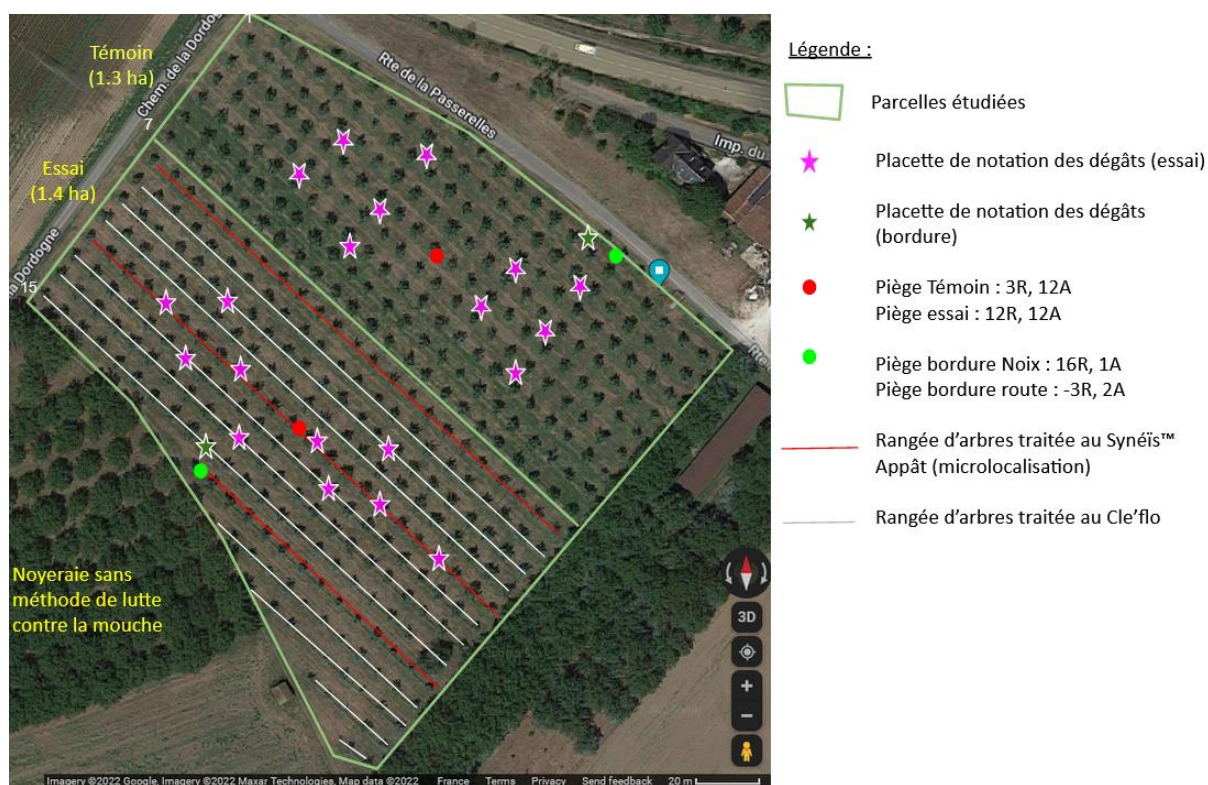 1
Témoin
(1.3 ha)
Chem. de la Dordogne
7
Essai
(1.4 ha)
la Dordogne
15
Rte de la Passerelles
Imp. du
Rte
Noyeraie sans
méthode de lutte
contre la mouche
3D
+
−
Imagery ©2022 Google, Imagery ©2022 Maxar Technologies, Map data ©2022 France Terms Privacy Send feedback 20 m
Légende :
Parcelles étudiées
Placette de notation des dégâts (essai)
Placette de notation des dégâts
(bordure)
Piège Témoin : 3R, 12A
Piège essai : 12R, 12A
Piège bordure Noix : 16R, 1A
Piège bordure route : -3R, 2A
Rangée d’arbres traitée au Synéïs™
Appât (microlocalisation)
Rangée d’arbres traitée au Cle’flo